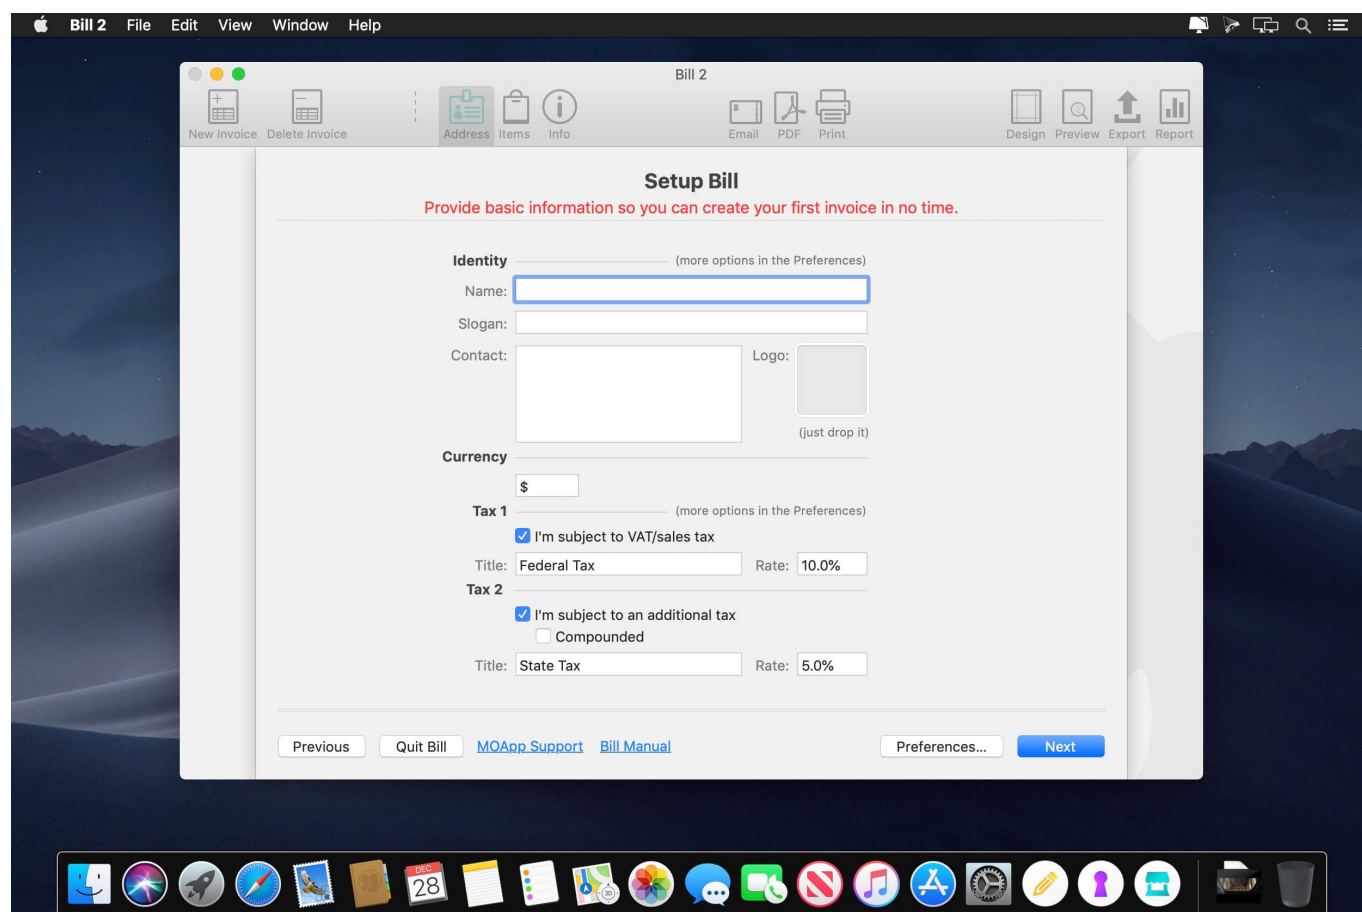 Bill 2 File Edit View Window Help
Bill 2
New Invoice Delete Invoice Address Items Info Email PDF Print Design Preview Export Report
Setup Bill
Provide basic information so you can create your first invoice in no time.
Identity (more options in the Preferences)
Name:
Slogan:
Contact: Logo:
(just drop it)
Currency
$
Tax 1 (more options in the Preferences)
I'm subject to VAT/sales tax
Title: Federal Tax Rate: 10.0%
Tax 2
I'm subject to an additional tax
Compounded
Title: State Tax Rate: 5.0%
Previous Quit Bill MOApp Support Bill Manual Preferences... Next
DEC
28
3D